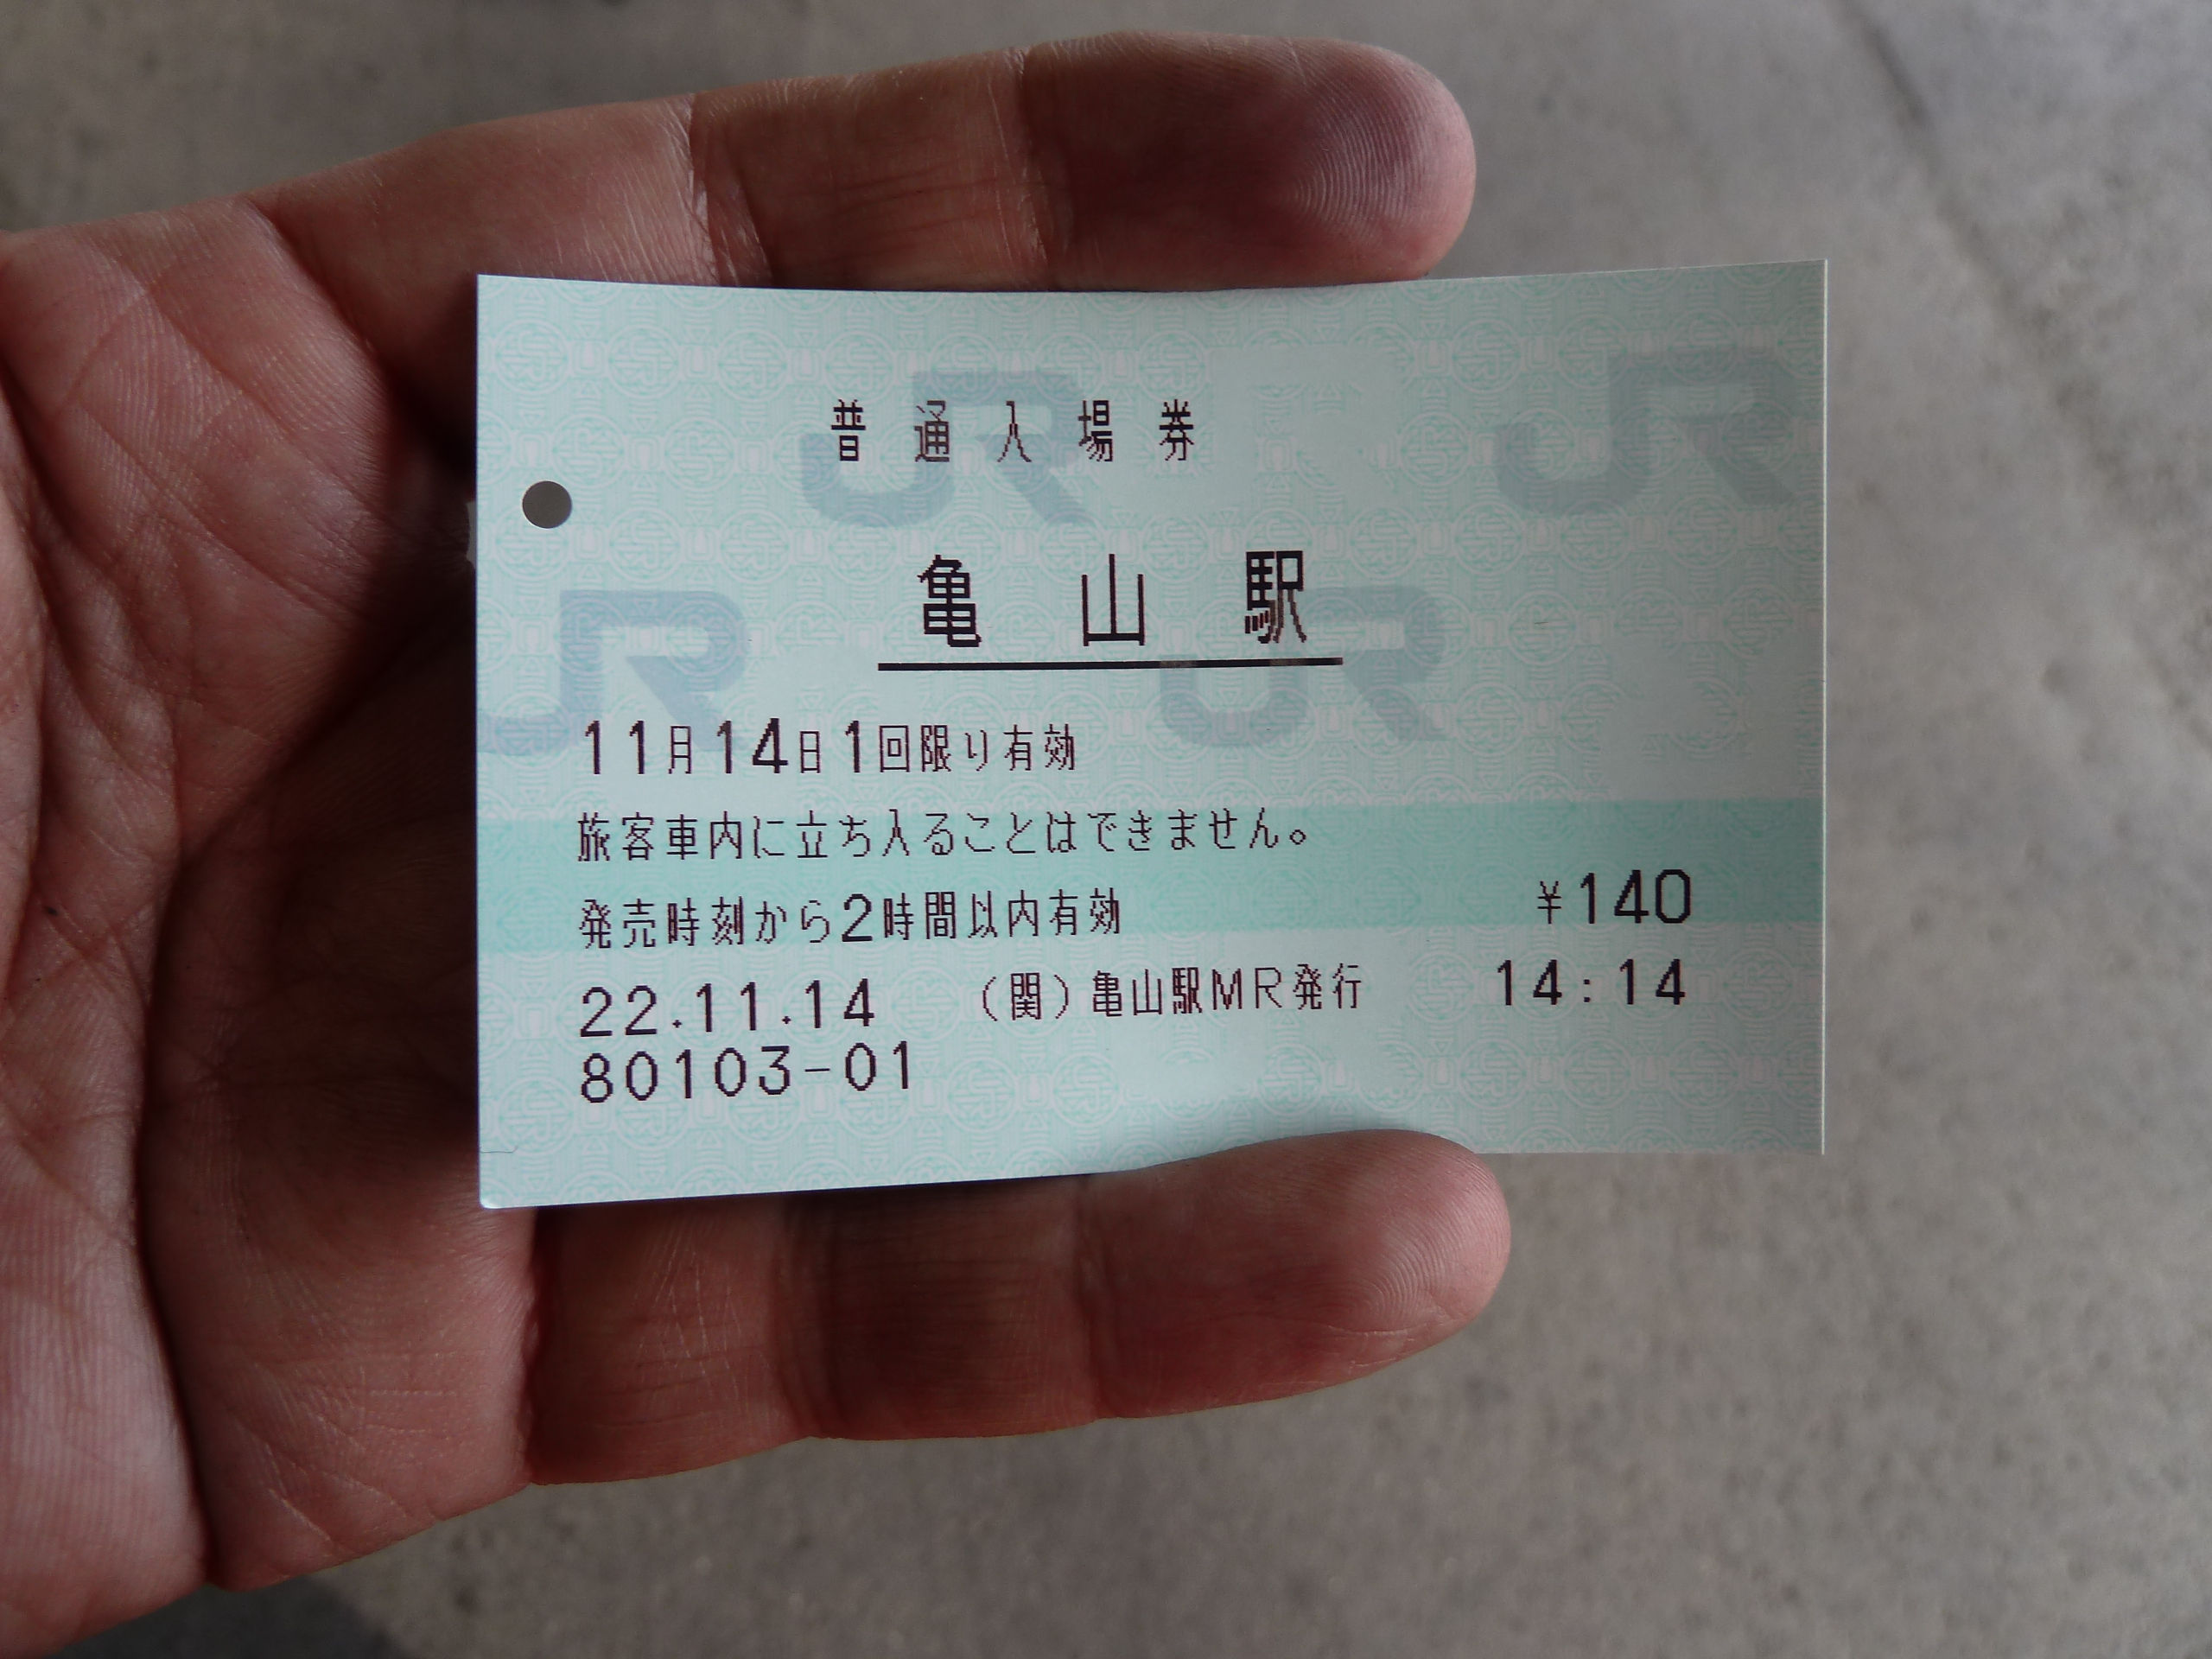 普通入場券
亀山駅
11月14日1回限り有効
旅客車内に立ち入ることはできません。
発売時刻から2時間以内有効 ¥140
22.11.14 (関)亀山駅MR発行 14:14
80103-01